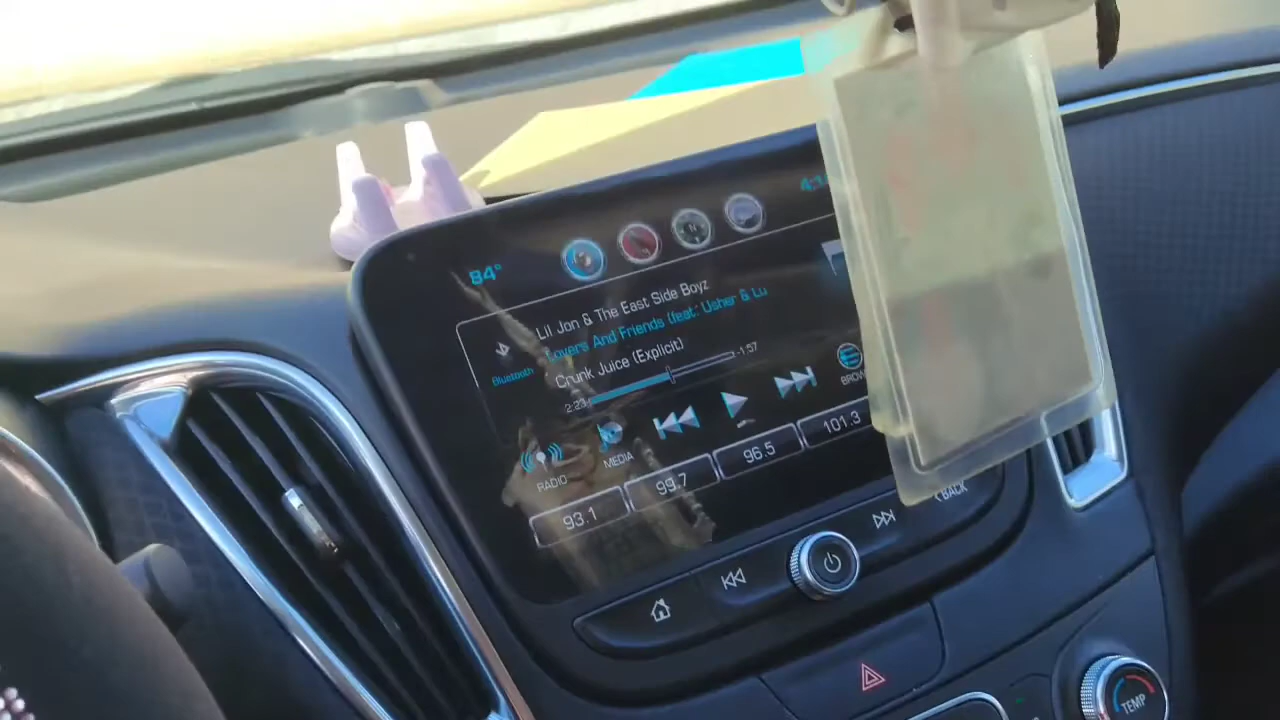 84°
Lil Jon & The East Side Boyz
Lovers And Friends (feat: Usher & Lu
Bluetooth
Crunk Juice (Explicit)
2:23
-1:57
RADIO
MEDIA
BROW
93.1
99.7
96.5
101.3
BACK
TEMP